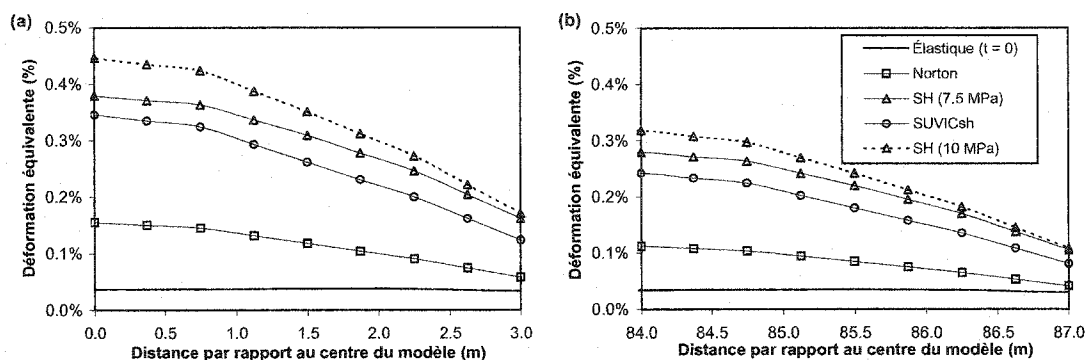 (a)
0.5%
0.4%
0.3%
0.2%
0.1%
0.0%
Déformation équivalente (%)
0.0 0.5 1.0 1.5 2.0 2.5 3.0
Distance par rapport au centre du modèle (m)
(b)
0.5%
0.4%
0.3%
0.2%
0.1%
0.0%
Déformation équivalente (%)
84.0 84.5 85.0 85.5 86.0 86.5 87.0
Distance par rapport au centre du modèle (m)
Élastique (t = 0)
Norton
SH (7.5 MPa)
SUVICsh
SH (10 MPa)